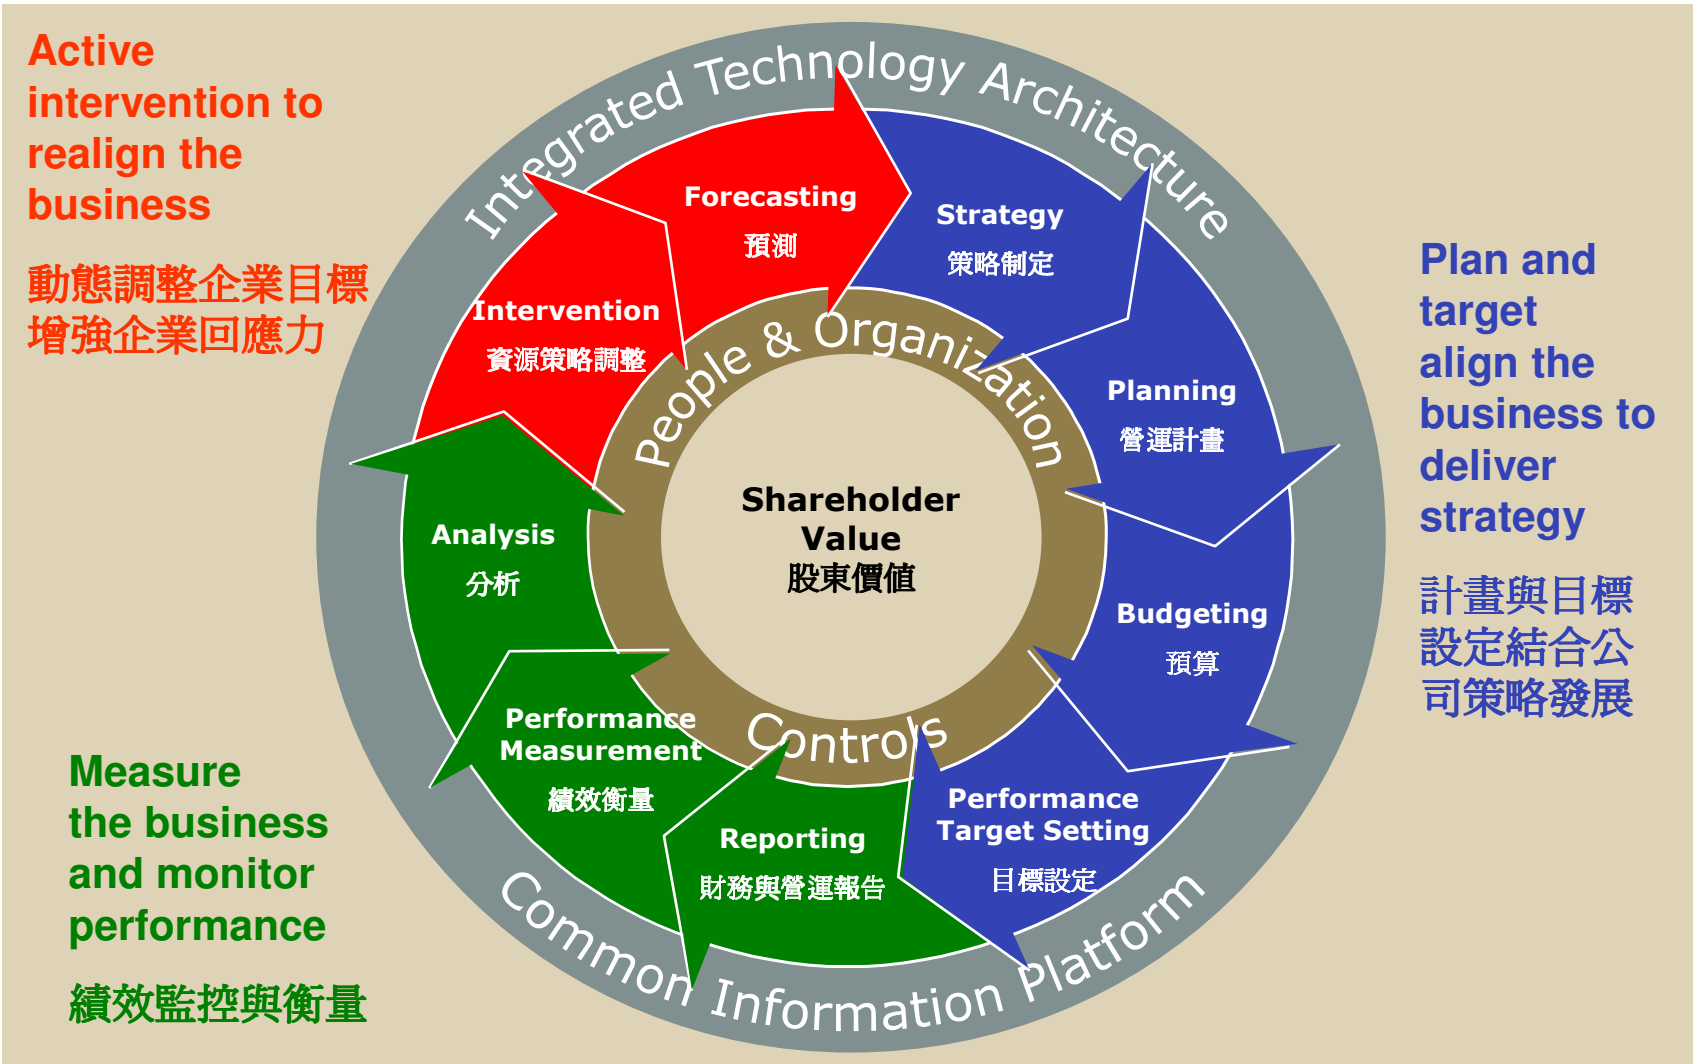 Active
intervention to
realign the
business
動態調整企業目標
增強企業回應力
Integrated Technology Architecture
Forecasting
預測
Strategy
策略制定
Intervention
資源策略調整
People & Organization
Planning
營運計畫
Shareholder
Value
股東價值
Analysis
分析
Budgeting
預算
Performance
Measurement
績效衡量
Controls
Reporting
財務與營運報告
Performance
Target Setting
目標設定
Common Information Platform
Plan and
target
align the
business to
deliver
strategy
計畫與目標
設定結合公
司策略發展
Measure
the business
and monitor
performance
績效監控與衡量